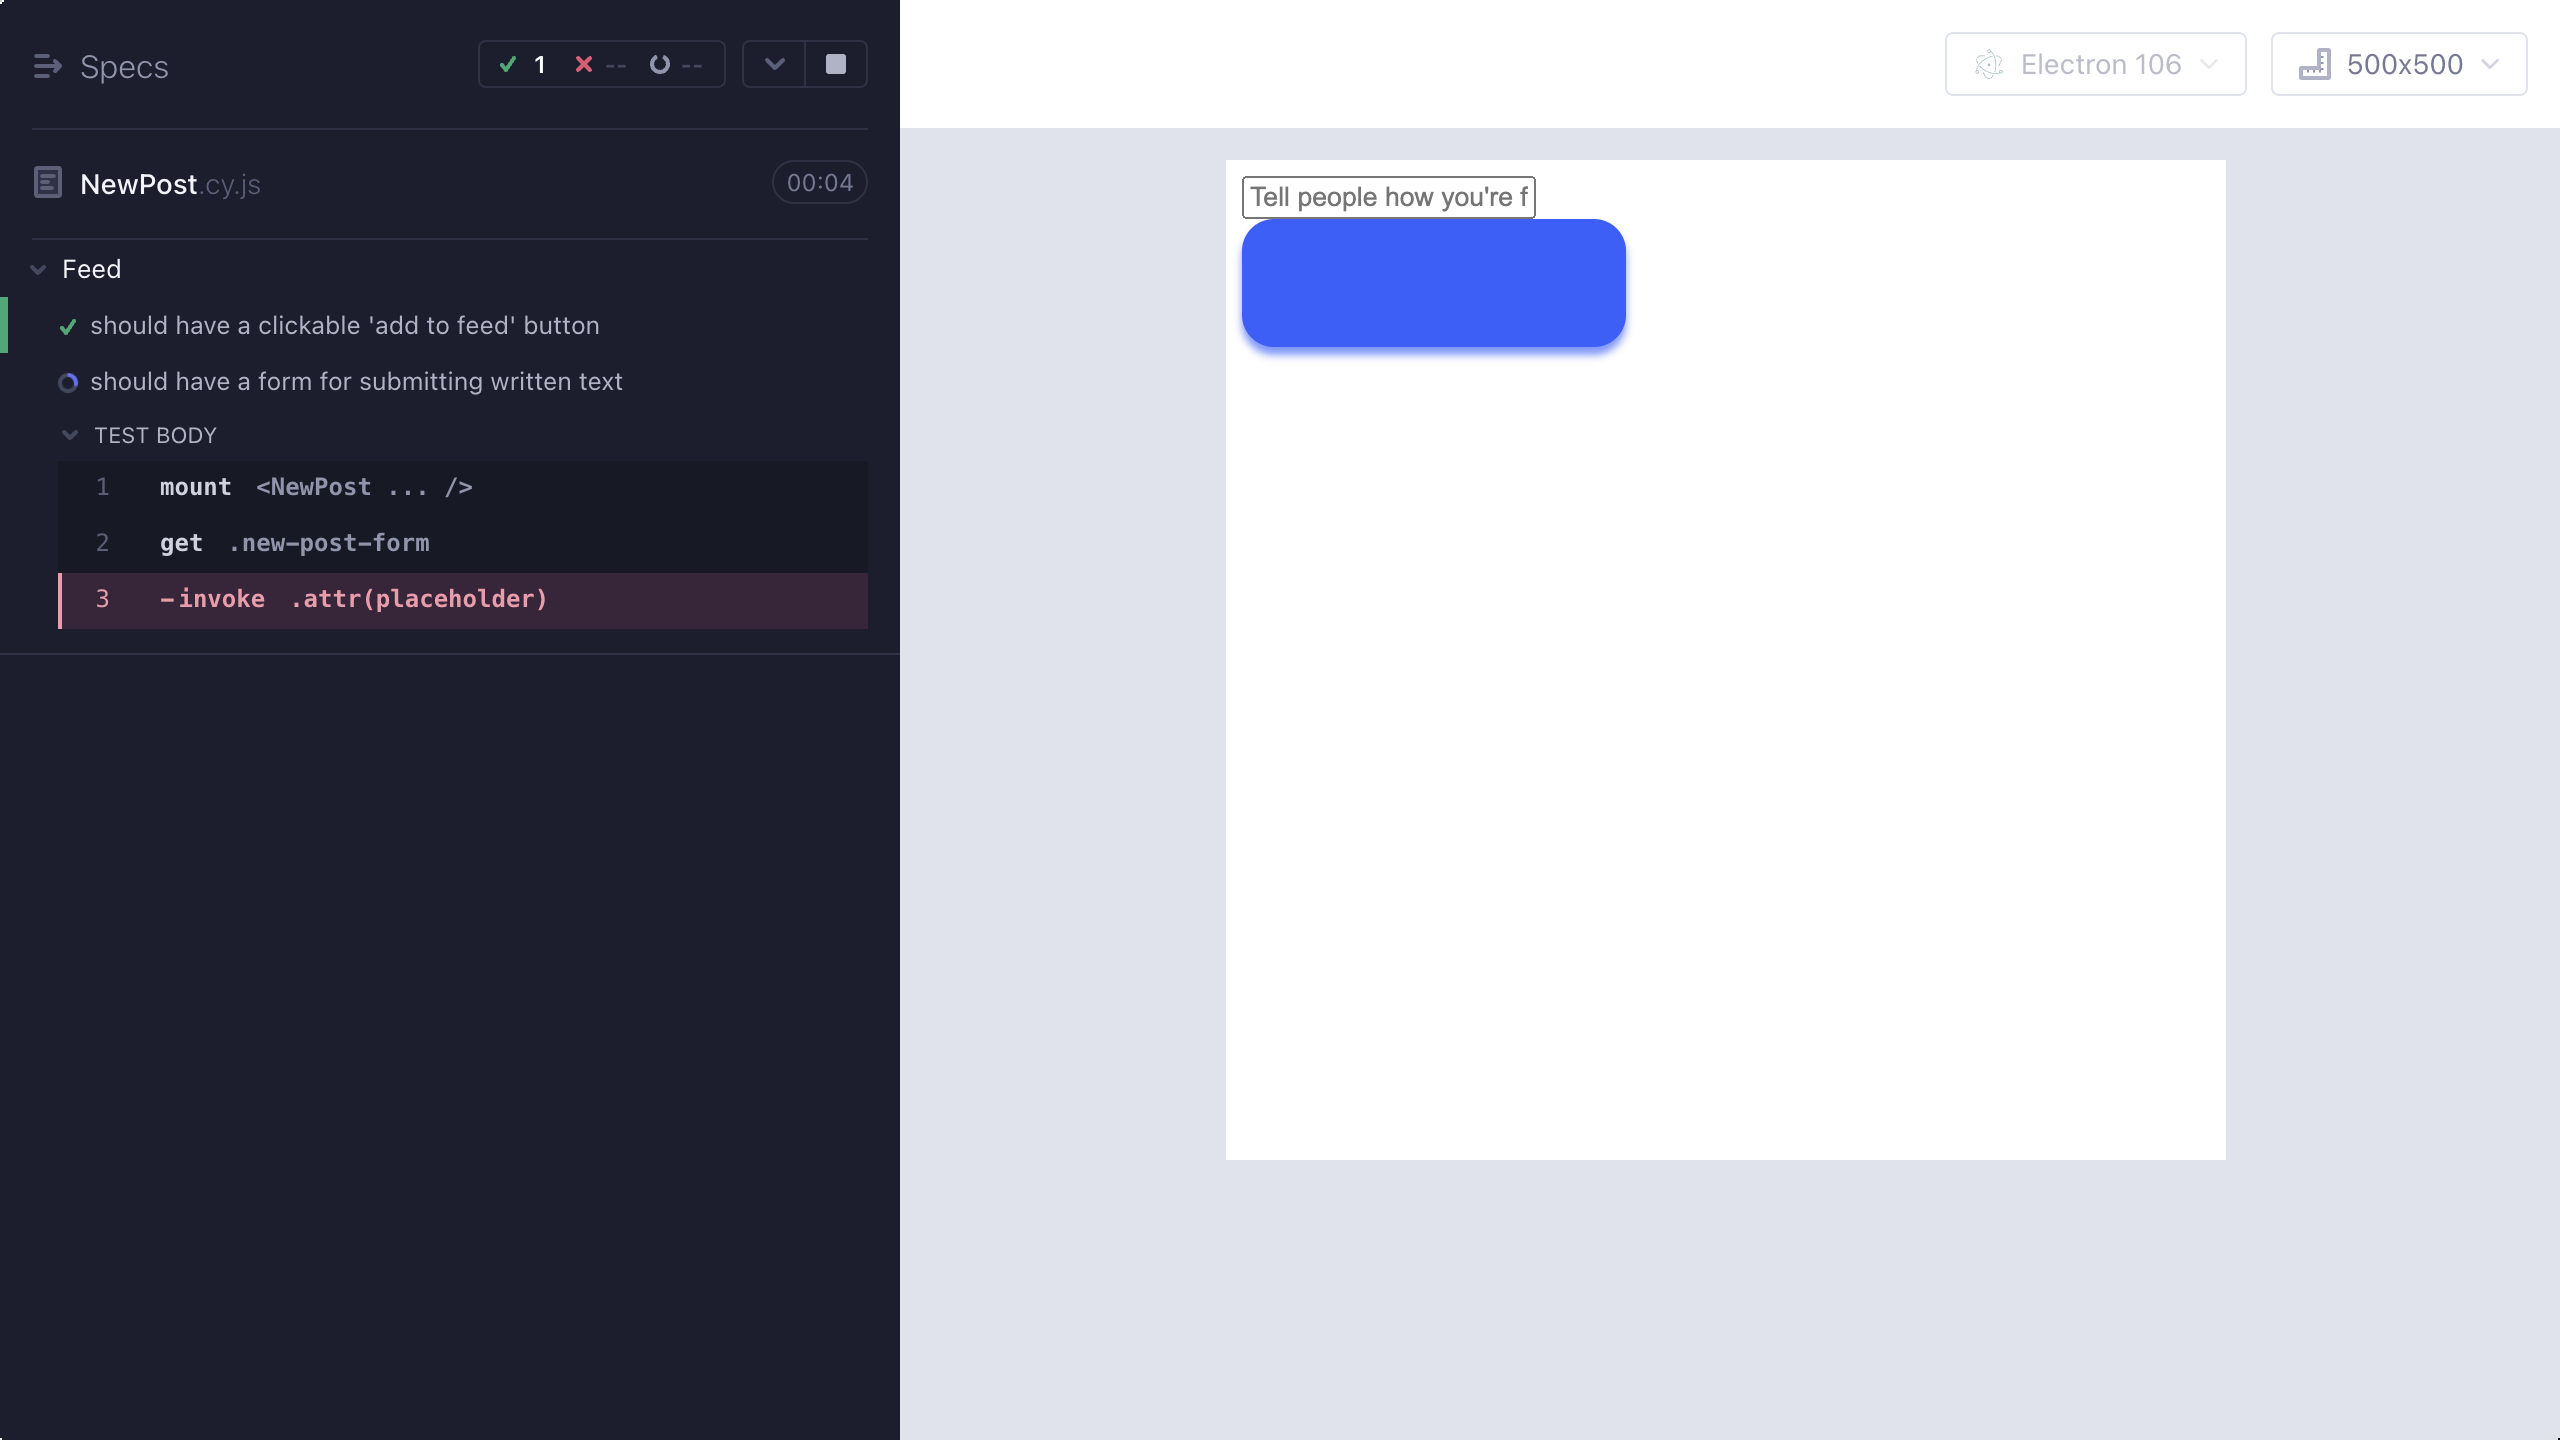 Specs
1 -- --
Electron 106
500x500
NewPost.cy.js
00:04
Feed
should have a clickable 'add to feed' button
should have a form for submitting written text
TEST BODY
1 mount <NewPost ... />
2 get .new-post-form
3 -invoke .attr(placeholder)
Tell people how you're f